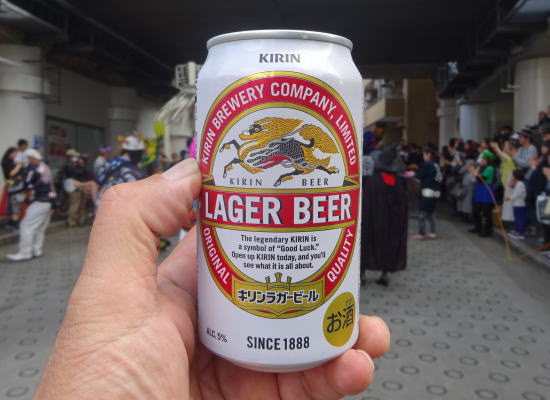 KIRIN
KIRIN BREWERY COMPANY, LIMITED
KIRIN BEER
LAGER BEER
The legendary KIRIN is
a symbol of "Good Luck."
Open up KIRIN today, and you'll
see what it is all about.
ORIGINAL QUALITY
キリンラガービール
ALC. 5%
SINCE 1888
お酒